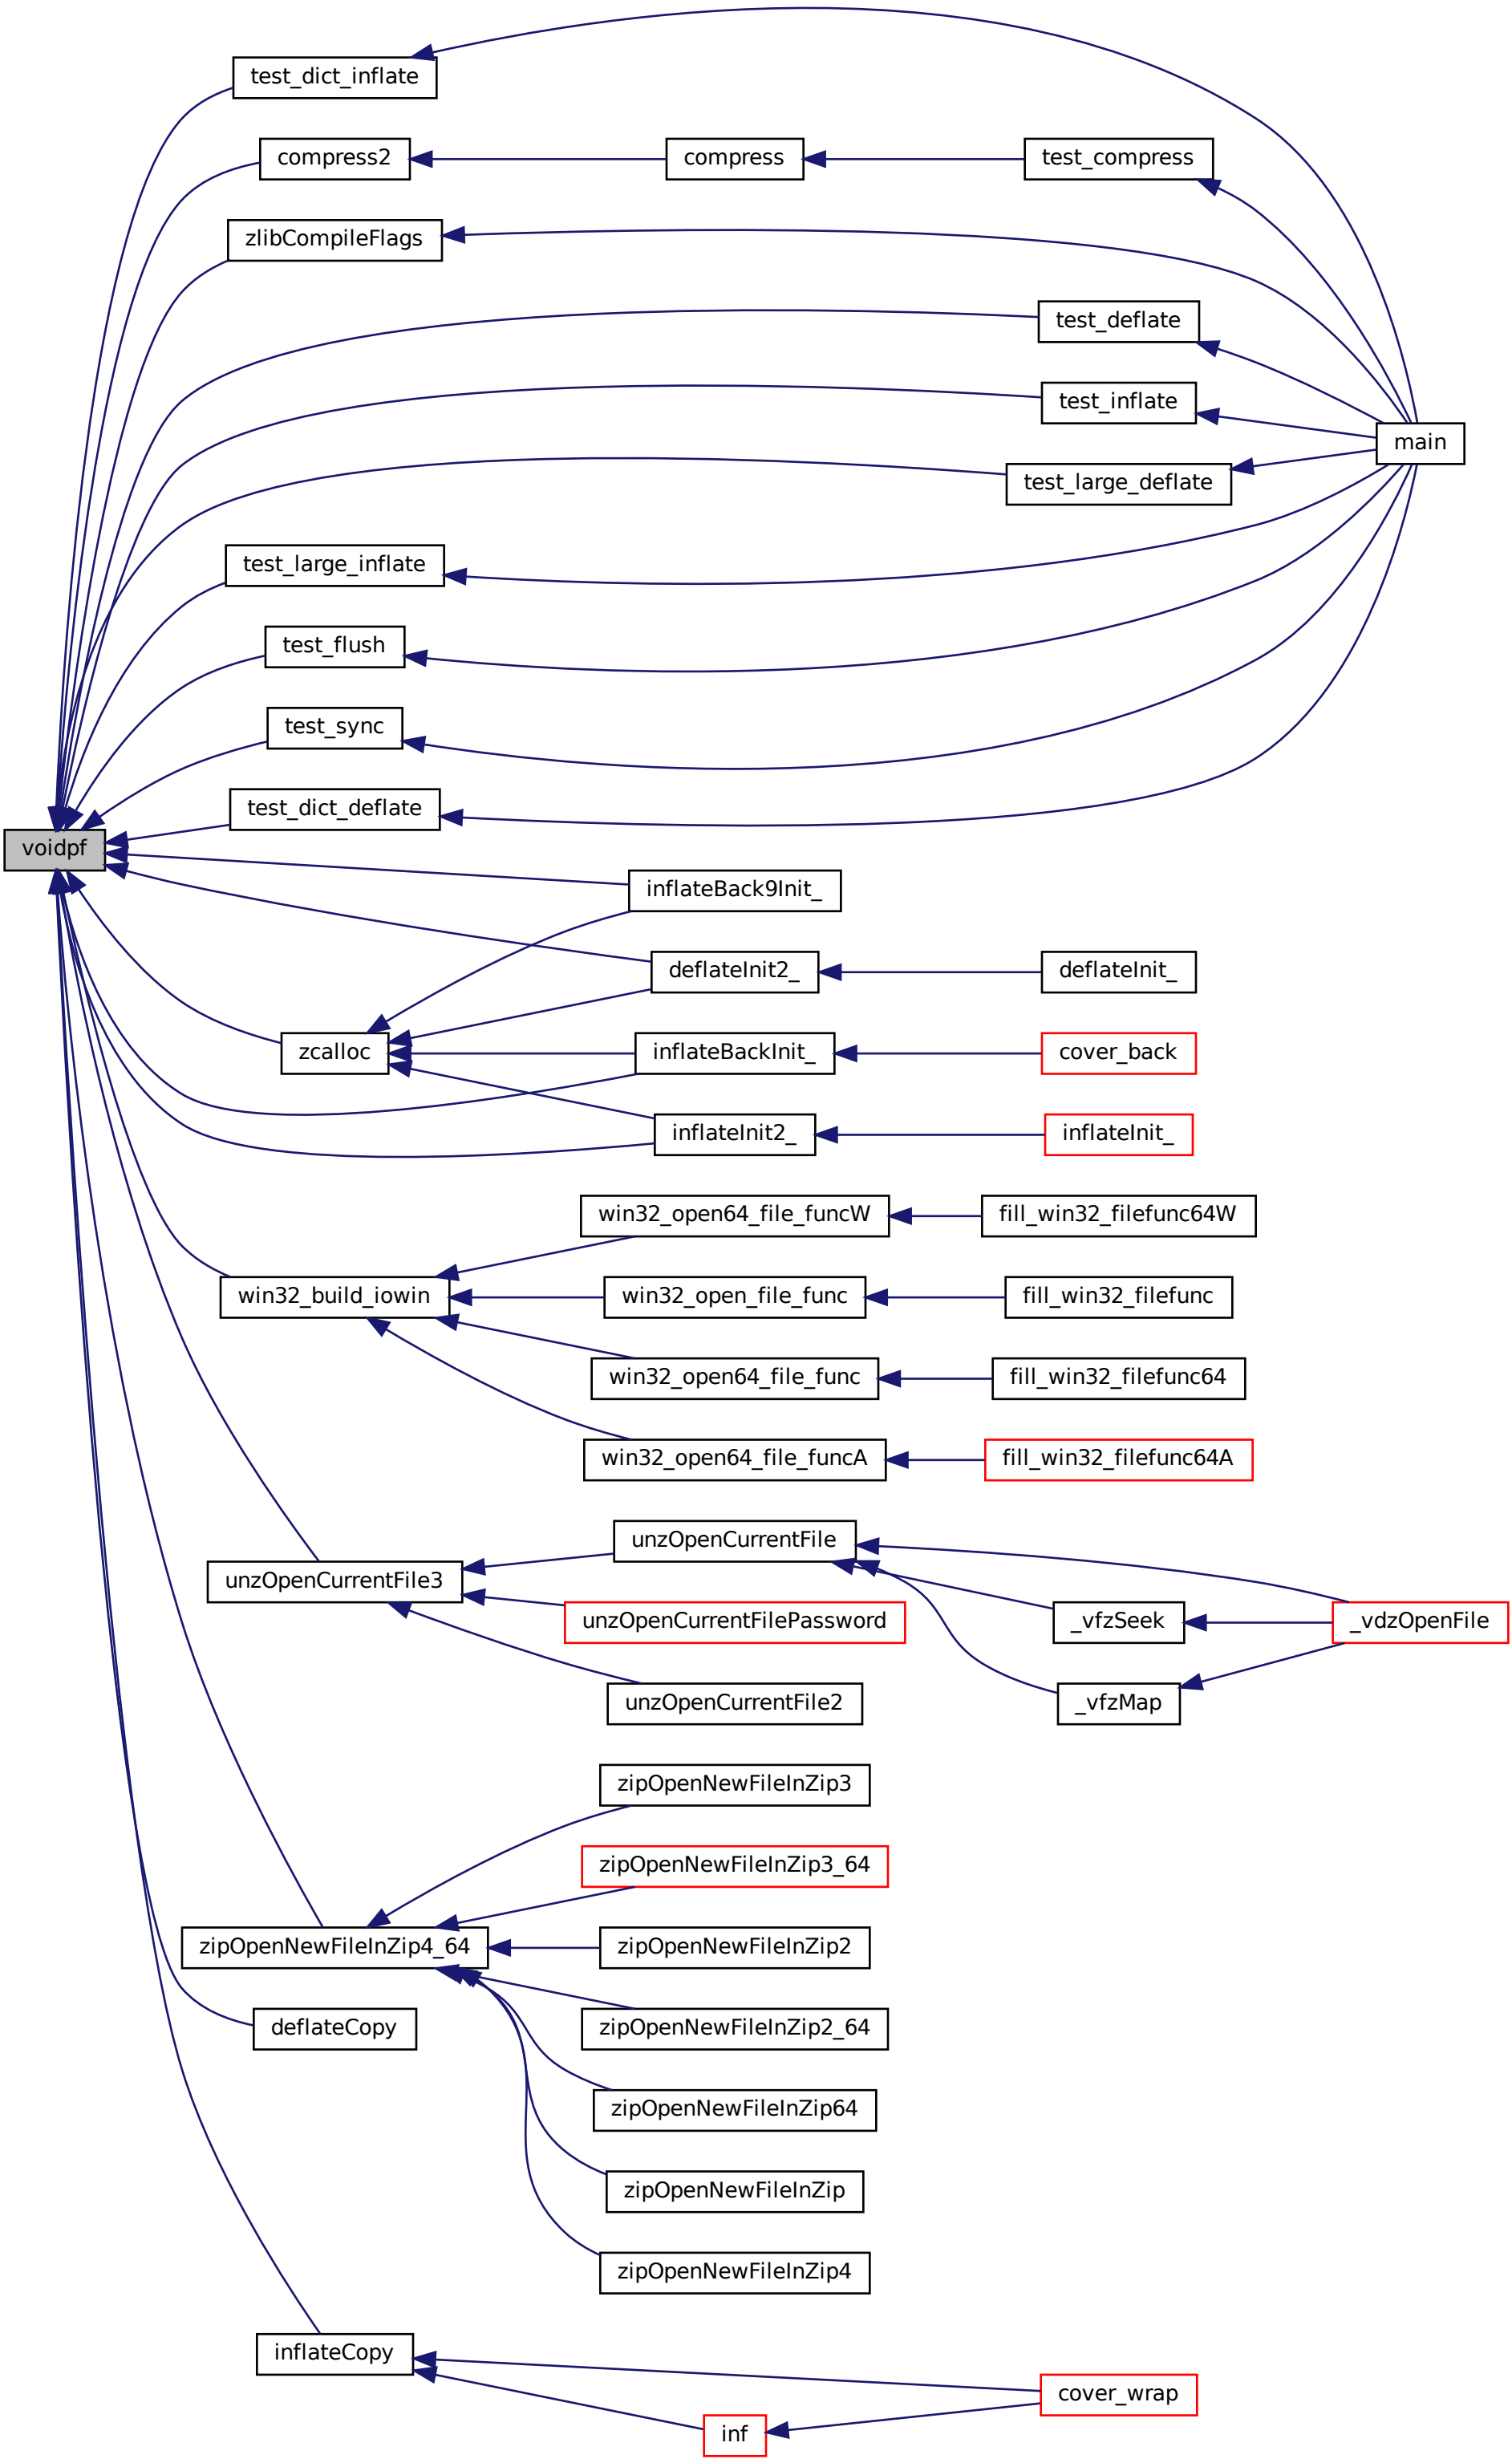 test_dict_inflate
compress2
compress
test_compress
zlibCompileFlags
test_deflate
test_inflate
main
test_large_deflate
test_large_inflate
test_flush
test_sync
test_dict_deflate
voidpf
inflateBack9Init_
deflateInit2_
deflateInit_
zcalloc
inflateBackInit_
cover_back
inflateInit2_
inflateInit_
win32_open64_file_funcW
fill_win32_filefunc64W
win32_build_iowin
win32_open_file_func
fill_win32_filefunc
win32_open64_file_func
fill_win32_filefunc64
win32_open64_file_funcA
fill_win32_filefunc64A
unzOpenCurrentFile
unzOpenCurrentFile3
unzOpenCurrentFilePassword
_vfzSeek
_vdzOpenFile
unzOpenCurrentFile2
_vfzMap
zipOpenNewFileInZip3
zipOpenNewFileInZip3_64
zipOpenNewFileInZip4_64
zipOpenNewFileInZip2
deflateCopy
zipOpenNewFileInZip2_64
zipOpenNewFileInZip64
zipOpenNewFileInZip
zipOpenNewFileInZip4
inflateCopy
cover_wrap
inf